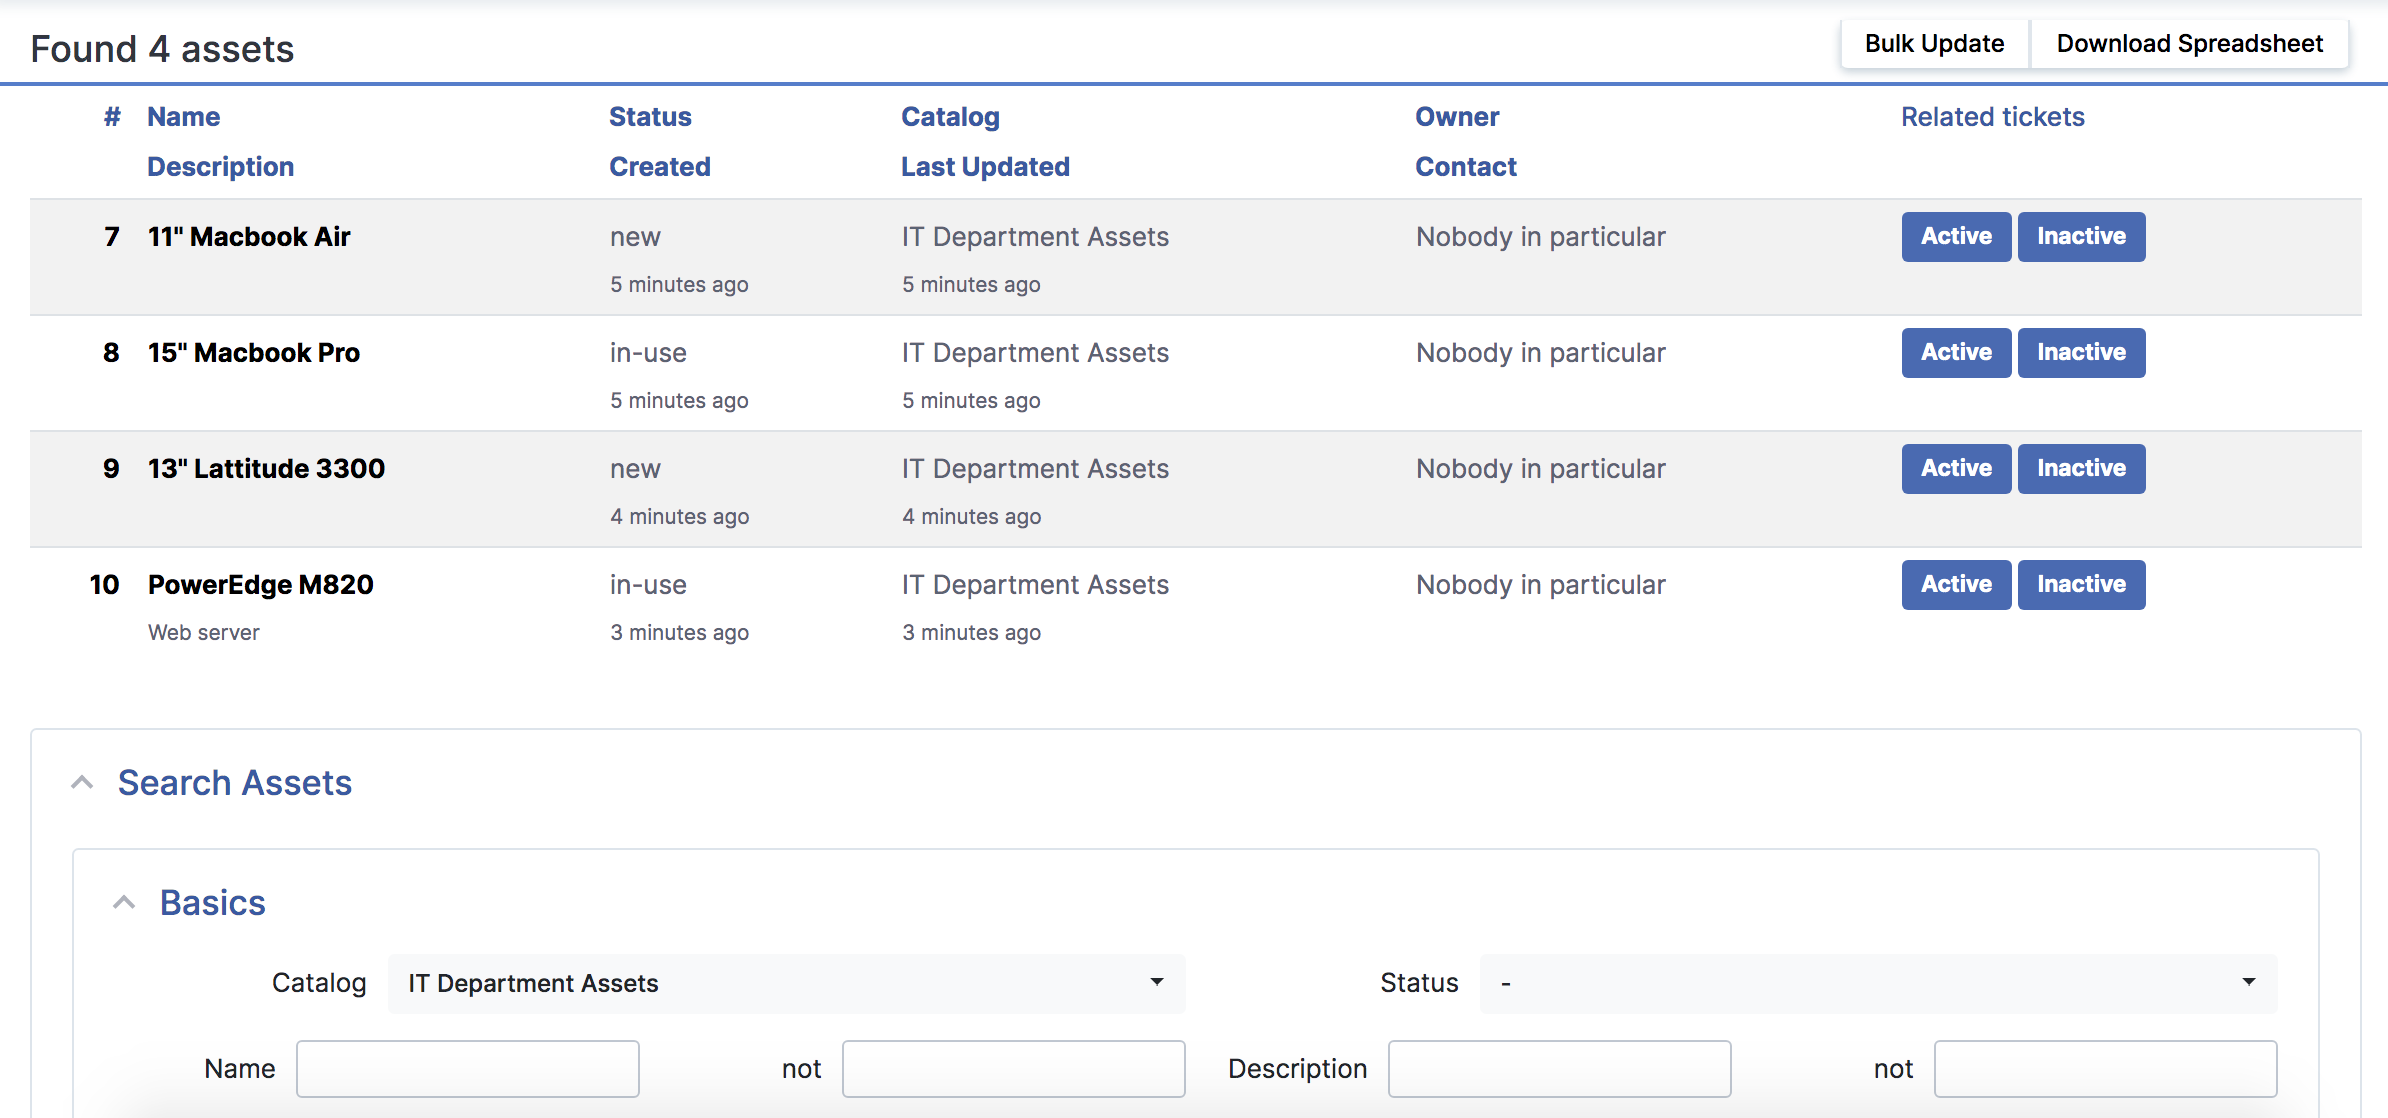 Found 4 assets
Bulk Update Download Spreadsheet
# Name Status Catalog Owner Related tickets
Description Created Last Updated Contact
7 11" Macbook Air new IT Department Assets Nobody in particular Active Inactive
5 minutes ago 5 minutes ago
8 15" Macbook Pro in-use IT Department Assets Nobody in particular Active Inactive
5 minutes ago 5 minutes ago
9 13" Lattitude 3300 new IT Department Assets Nobody in particular Active Inactive
4 minutes ago 4 minutes ago
10 PowerEdge M820 in-use IT Department Assets Nobody in particular Active Inactive
Web server 3 minutes ago 3 minutes ago
Search Assets
Basics
Catalog IT Department Assets Status -
Name not Description not